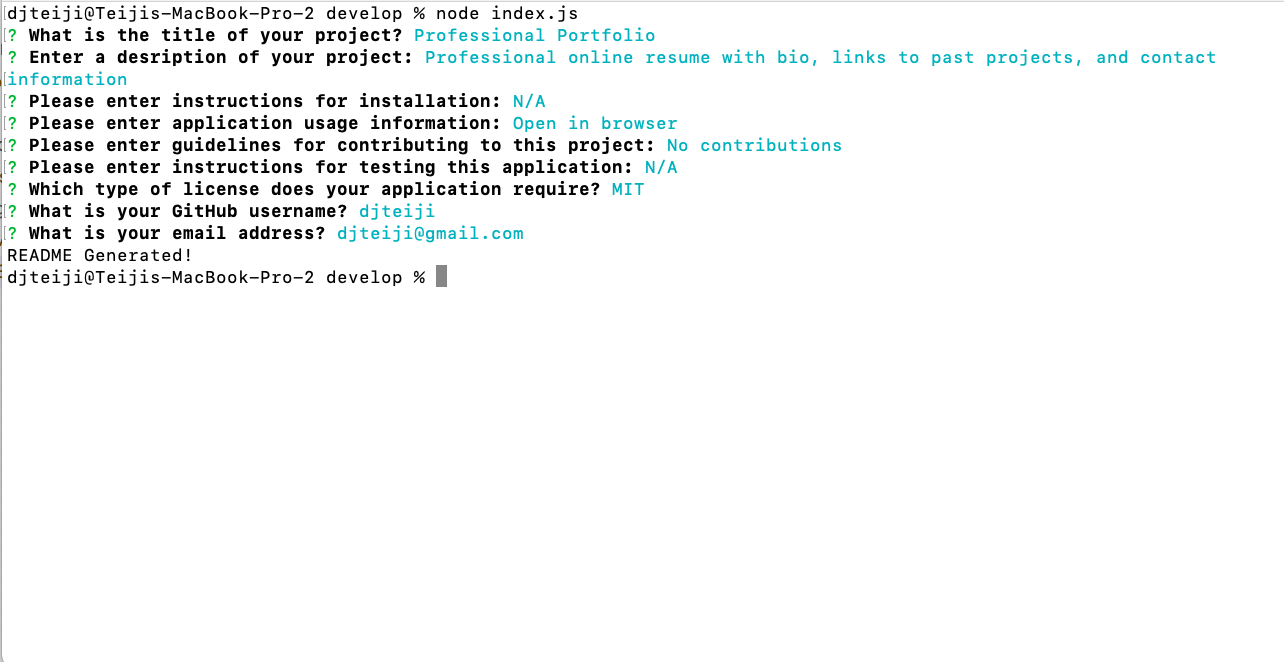 djteiji@Teijis-MacBook-Pro-2 develop % node index.js
? What is the title of your project? Professional Portfolio
? Enter a desription of your project: Professional online resume with bio, links to past projects, and contact
information
? Please enter instructions for installation: N/A
? Please enter application usage information: Open in browser
? Please enter guidelines for contributing to this project: No contributions
? Please enter instructions for testing this application: N/A
? Which type of license does your application require? MIT
? What is your GitHub username? djteiji
? What is your email address? djteiji@gmail.com
README Generated!
djteiji@Teijis-MacBook-Pro-2 develop %